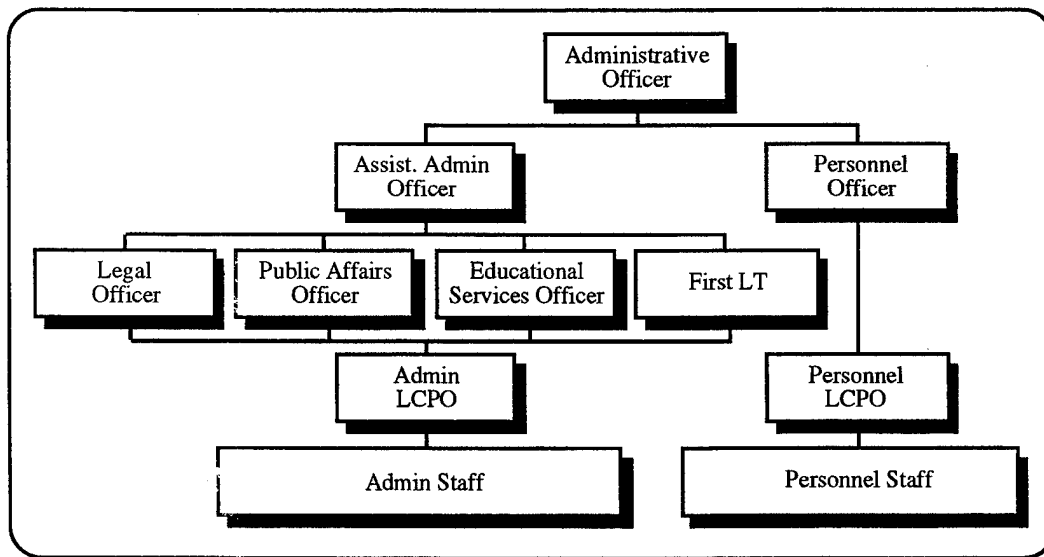 Administrative
Officer
Assist. Admin
Officer
Personnel
Officer
Legal
Officer
Public Affairs
Officer
Educational
Services Officer
First LT
Admin
LCPO
Personnel
LCPO
Admin Staff
Personnel Staff